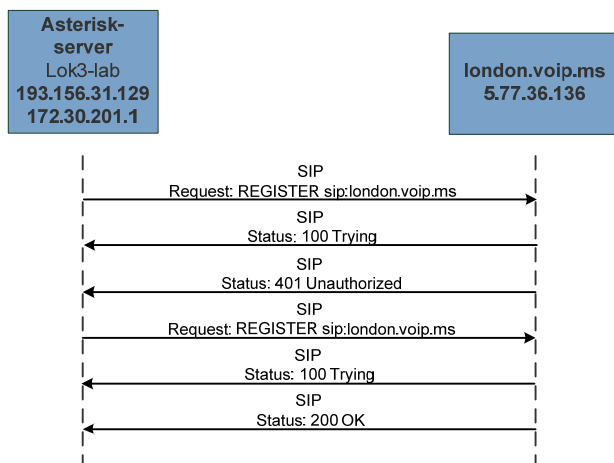 Asterisk-
server
Lok3-lab
193.156.31.129
172.30.201.1
london.voip.ms
5.77.36.136
SIP
Request: REGISTER sip:london.voip.ms
SIP
Status: 100 Trying
SIP
Status: 401 Unauthorized
SIP
Request: REGISTER sip:london.voip.ms
SIP
Status: 100 Trying
SIP
Status: 200 OK